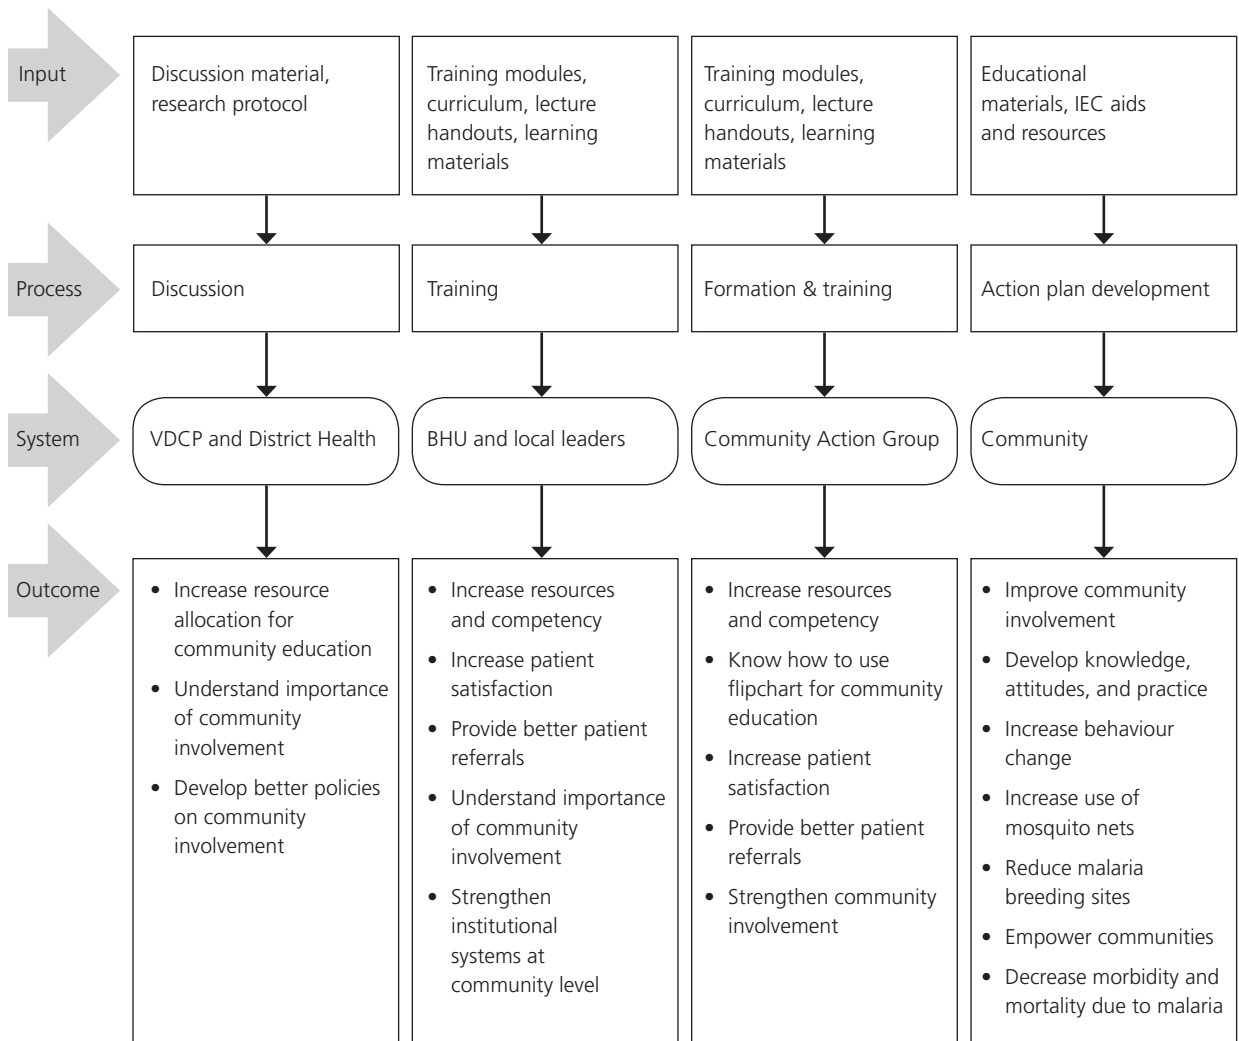 Input
Discussion material,
research protocol
Training modules,
curriculum, lecture
handouts, learning
materials
Training modules,
curriculum, lecture
handouts, learning
materials
Educational
materials, IEC aids
and resources
Process
Discussion
Training
Formation & training
Action plan development
System
VDCP and District Health
BHU and local leaders
Community Action Group
Community
Outcome
• Increase resource
allocation for
community education
• Understand importance
of community
involvement
• Develop better policies
on community
involvement
• Increase resources
and competency
• Increase patient
satisfaction
• Provide better patient
referrals
• Understand importance
of community
involvement
• Strengthen
institutional
systems at
community level
• Increase resources
and competency
• Know how to use
flipchart for community
education
• Increase patient
satisfaction
• Provide better patient
referrals
• Strengthen community
involvement
• Improve community
involvement
• Develop knowledge,
attitudes, and practice
• Increase behaviour
change
• Increase use of
mosquito nets
• Reduce malaria
breeding sites
• Empower communities
• Decrease morbidity and
mortality due to malaria